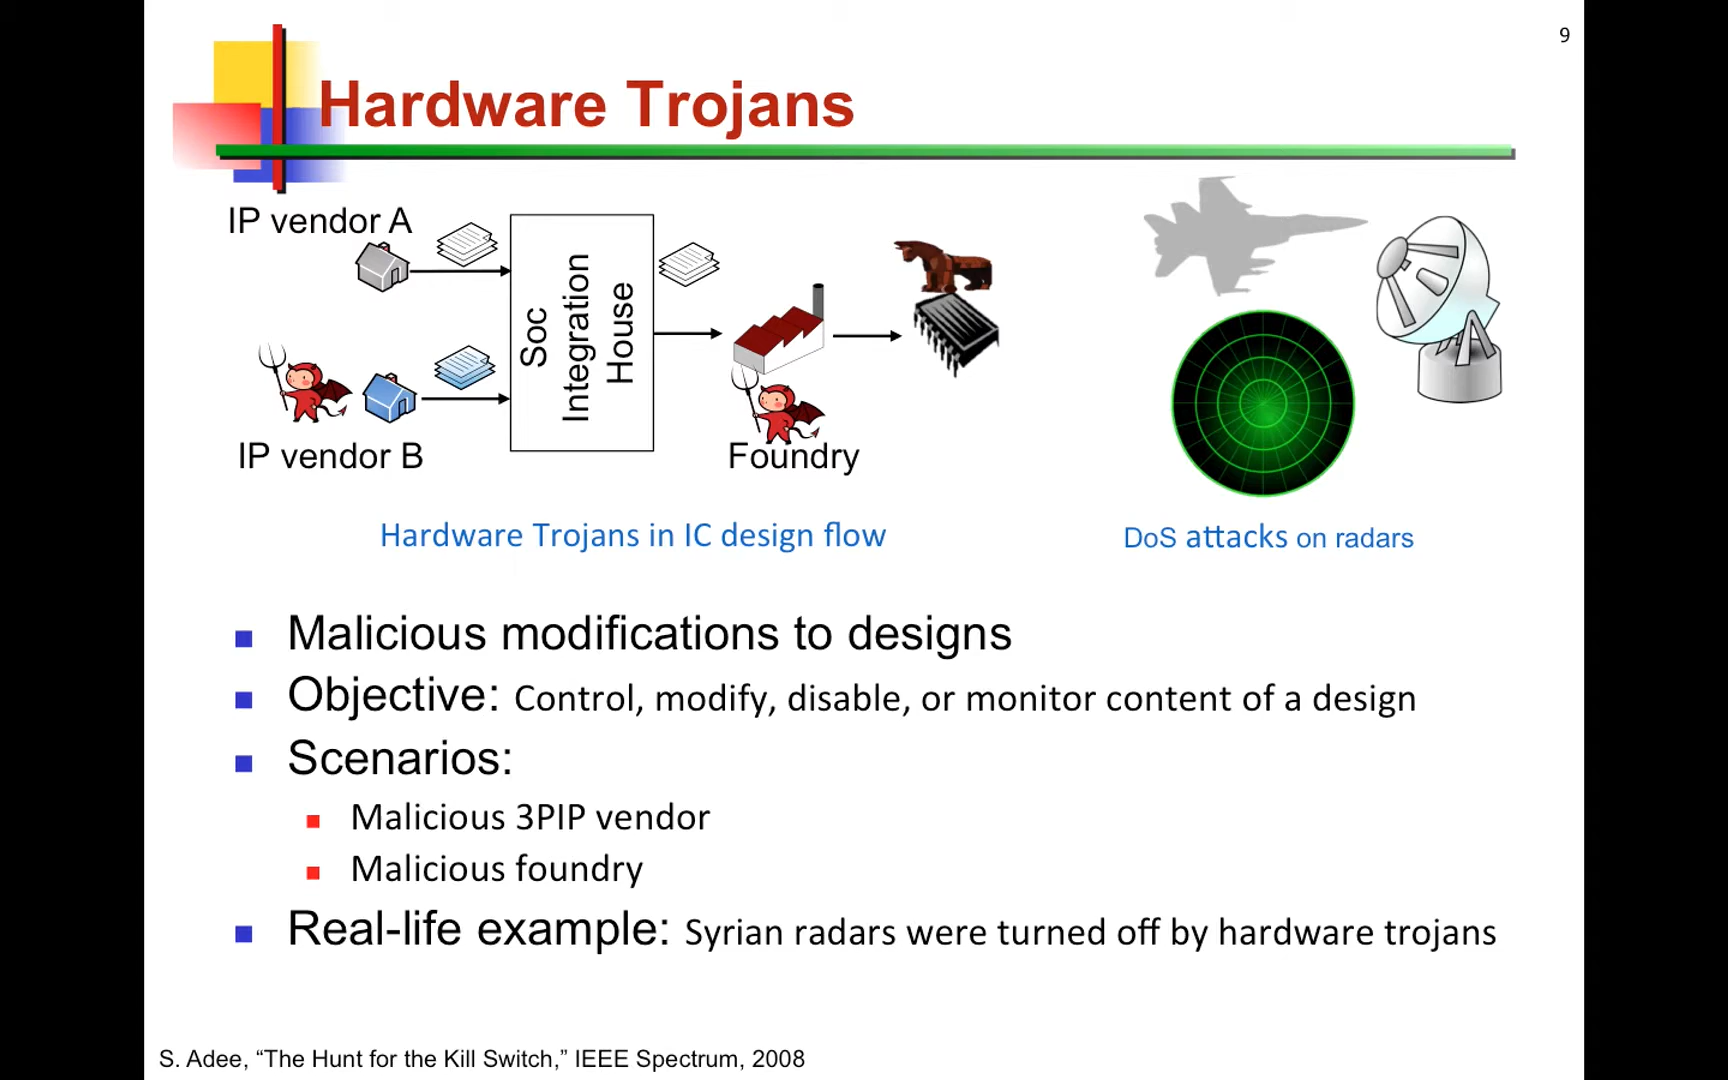 9
Hardware Trojans
IP vendor A
Soc
Integration
House
IP vendor B
Foundry
Hardware Trojans in IC design flow
DoS attacks on radars
Malicious modifications to designs
Objective: Control, modify, disable, or monitor content of a design
Scenarios:
Malicious 3PIP vendor
Malicious foundry
Real-life example: Syrian radars were turned off by hardware trojans
S. Adee, “The Hunt for the Kill Switch,” IEEE Spectrum, 2008